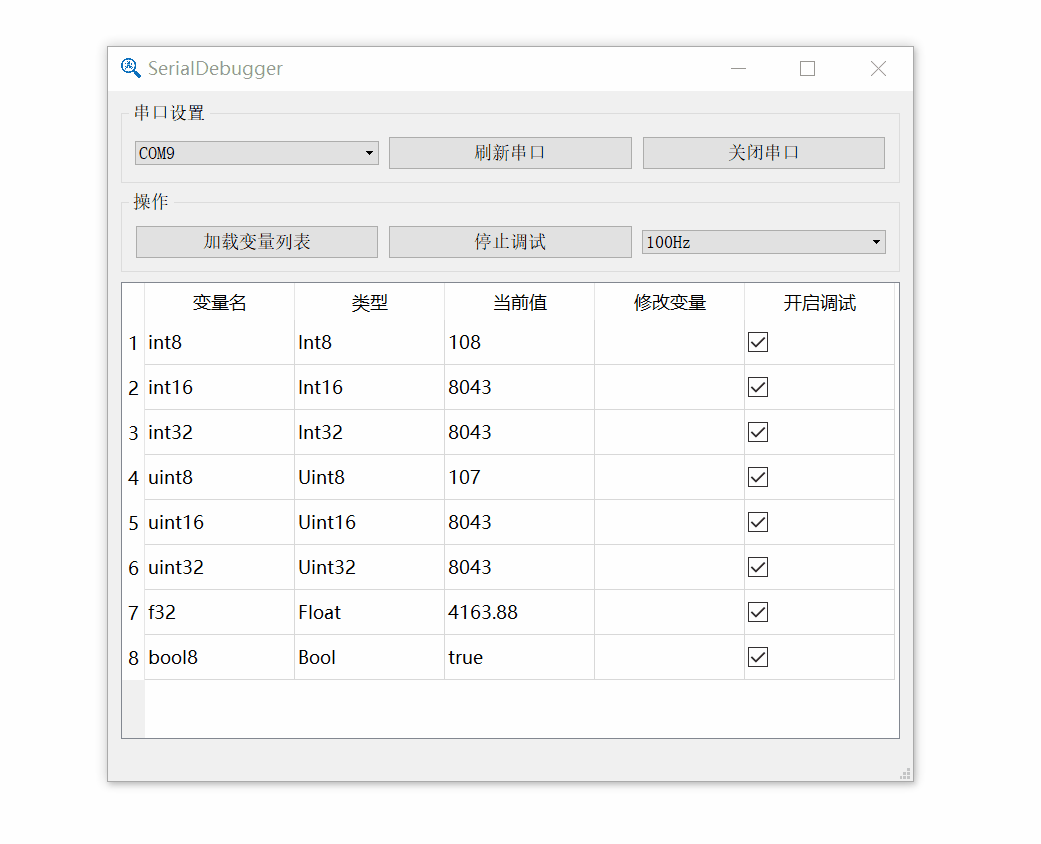 SerialDebugger
串口设置
COM9 刷新串口 关闭串口
操作
加载变量列表 停止调试 100Hz
变量名 类型 当前值 修改变量 开启调试
1 int8 Int8 108
2 int16 Int16 8043
3 int32 Int32 8043
4 uint8 Uint8 107
5 uint16 Uint16 8043
6 uint32 Uint32 8043
7 f32 Float 4163.88
8 bool8 Bool true